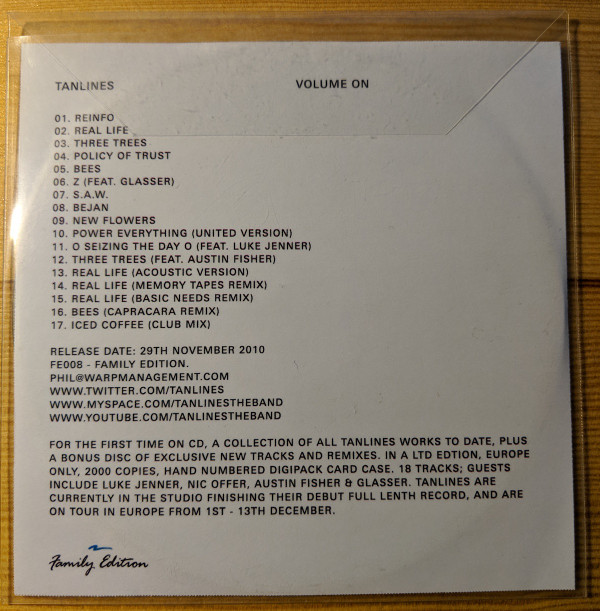 TANLINES VOLUME ON
01. REINFO
02. REAL LIFE
03. THREE TREES
04. POLICY OF TRUST
05. BEES
06. Z (FEAT. GLASSER)
07. S.A.W.
08. BEJAN
09. NEW FLOWERS
10. POWER EVERYTHING (UNITED VERSION)
11. O SEIZING THE DAY O (FEAT. LUKE JENNER)
12. THREE TREES (FEAT. AUSTIN FISHER)
13. REAL LIFE (ACOUSTIC VERSION)
14. REAL LIFE (MEMORY TAPES REMIX)
15. REAL LIFE (BASIC NEEDS REMIX)
16. BEES (CAPRACARA REMIX)
17. ICED COFFEE (CLUB MIX)
RELEASE DATE: 29TH NOVEMBER 2010
FE008 - FAMILY EDITION.
PHIL@WARPMANAGEMENT.COM
WWW.TWITTER.COM/TANLINES
WWW.MYSPACE.COM/TANLINESTHEBAND
WWW.YOUTUBE.COM/TANLINESTHEBAND
FOR THE FIRST TIME ON CD, A COLLECTION OF ALL TANLINES WORKS TO DATE, PLUS
A BONUS DISC OF EXCLUSIVE NEW TRACKS AND REMIXES. IN A LTD EDTION, EUROPE
ONLY, 2000 COPIES, HAND NUMBERED DIGIPACK CARD CASE. 18 TRACKS; GUESTS
INCLUDE LUKE JENNER, NIC OFFER, AUSTIN FISHER & GLASSER. TANLINES ARE
CURRENTLY IN THE STUDIO FINISHING THEIR DEBUT FULL LENTH RECORD, AND ARE
ON TOUR IN EUROPE FROM 1ST - 13TH DECEMBER.
Family Edition